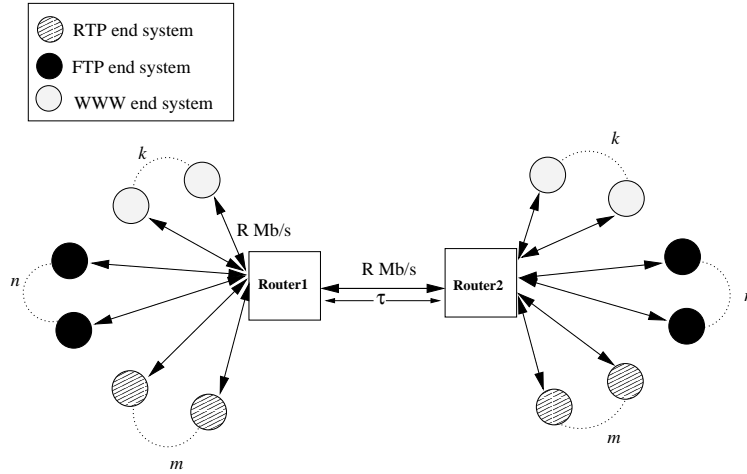 RTP end system
FTP end system
WWW end system
k
k
R Mb/s
n
Router1
R Mb/s
τ
Router2
m
m